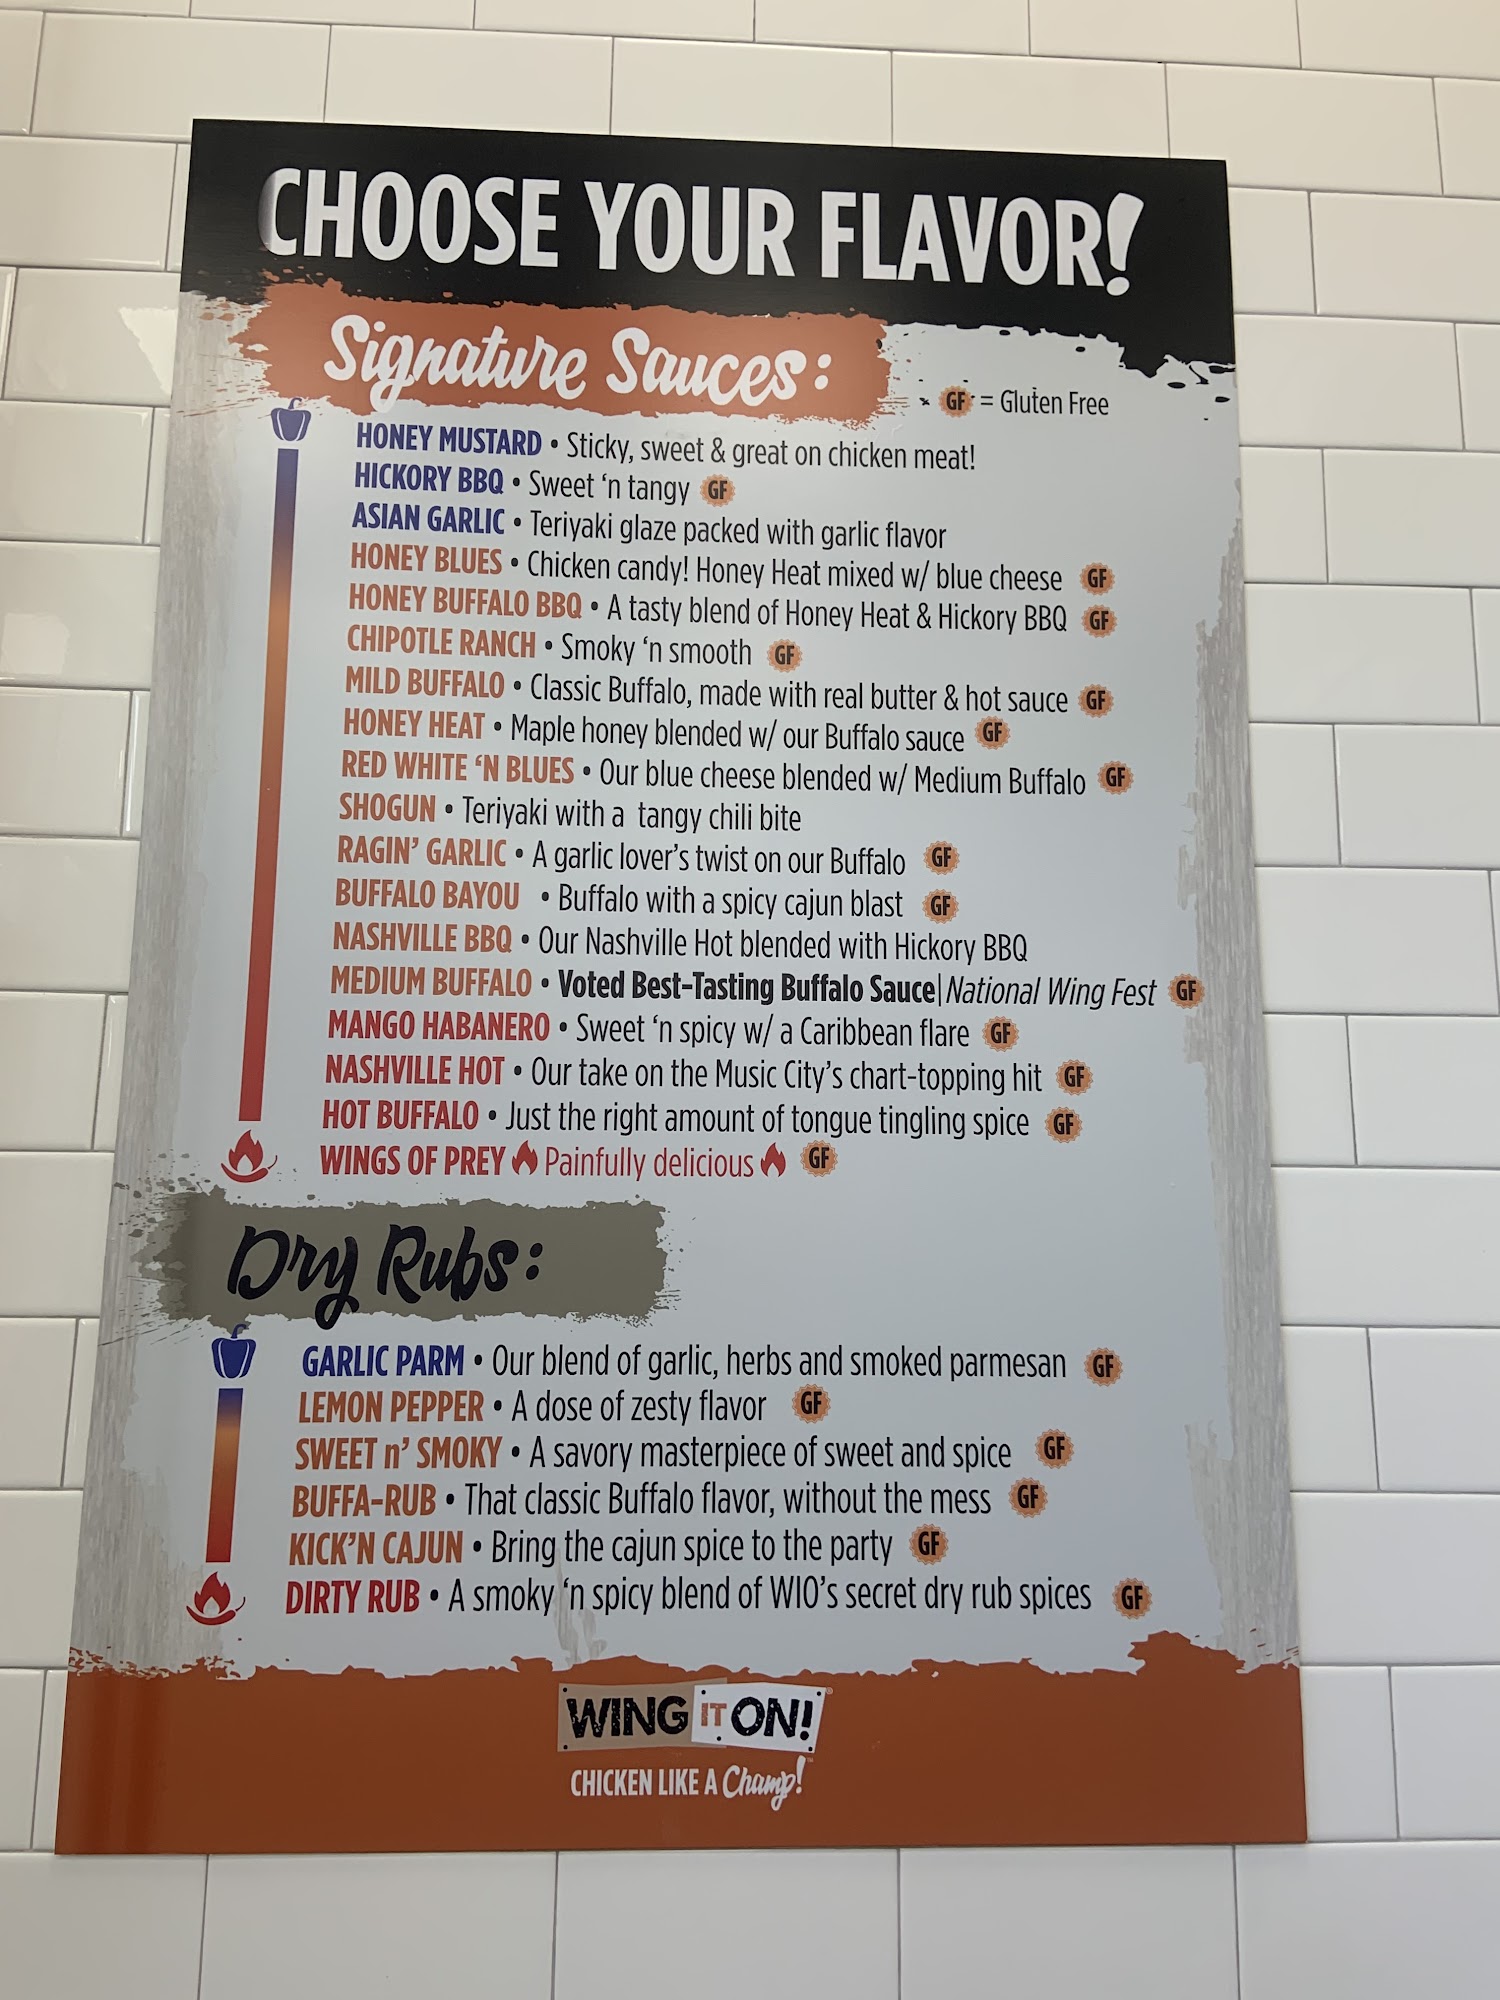 CHOOSE YOUR FLAVOR!
Signature Sauces:
GF = Gluten Free
HONEY MUSTARD • Sticky, sweet & great on chicken meat!
HICKORY BBQ • Sweet ‘n tangy GF
ASIAN GARLIC • Teriyaki glaze packed with garlic flavor
HONEY BLUES • Chicken candy! Honey Heat mixed w/ blue cheese GF
HONEY BUFFALO BBQ • A tasty blend of Honey Heat & Hickory BBQ GF
CHIPOTLE RANCH • Smoky ‘n smooth GF
MILD BUFFALO • Classic Buffalo, made with real butter & hot sauce GF
HONEY HEAT • Maple honey blended w/ our Buffalo sauce GF
RED WHITE ‘N BLUES • Our blue cheese blended w/ Medium Buffalo GF
SHOGUN • Teriyaki with a tangy chili bite
RAGIN’ GARLIC • A garlic lover’s twist on our Buffalo GF
BUFFALO BAYOU • Buffalo with a spicy cajun blast GF
NASHVILLE BBQ • Our Nashville Hot blended with Hickory BBQ
MEDIUM BUFFALO • Voted Best-Tasting Buffalo Sauce|National Wing Fest GF
MANGO HABANERO • Sweet ‘n spicy w/ a Caribbean flare GF
NASHVILLE HOT • Our take on the Music City’s chart-topping hit GF
HOT BUFFALO • Just the right amount of tongue tingling spice GF
WINGS OF PREY Painfully delicious GF
Dry Rubs:
GARLIC PARM • Our blend of garlic, herbs and smoked parmesan GF
LEMON PEPPER • A dose of zesty flavor GF
SWEET n’ SMOKY • A savory masterpiece of sweet and spice GF
BUFFA-RUB • That classic Buffalo flavor, without the mess GF
KICK’N CAJUN • Bring the cajun spice to the party GF
DIRTY RUB • A smoky ‘n spicy blend of WIO’s secret dry rub spices GF
WING IT ON!®
CHICKEN LIKE A Champ!™